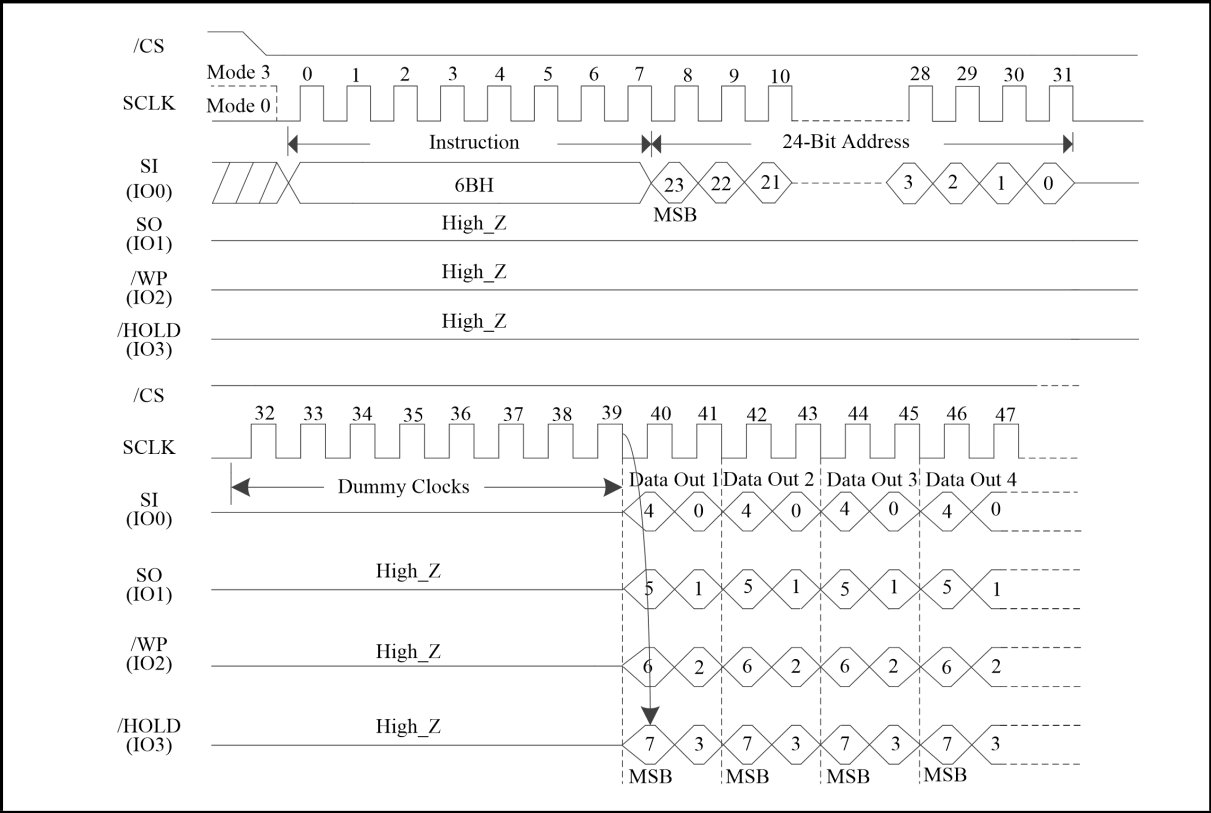 /CS
Mode 3 0 1 2 3 4 5 6 7 8 9 10 28 29 30 31
SCLK Mode 0
Instruction 24-Bit Address
SI
(IO0) 6BH 23 22 21 3 2 1 0
MSB
SO High_Z
(IO1)
/WP High_Z
(IO2)
/HOLD High_Z
(IO3)
/CS
32 33 34 35 36 37 38 39 40 41 42 43 44 45 46 47
SCLK
Dummy Clocks Data Out 1 Data Out 2 Data Out 3 Data Out 4
SI
(IO0) 4 0 4 0 4 0 4 0
SO High_Z
(IO1) 5 1 5 1 5 1 5 1
/WP High_Z
(IO2) 6 2 6 2 6 2 6 2
/HOLD High_Z
(IO3) 7 3 7 3 7 3 7 3
MSB MSB MSB MSB